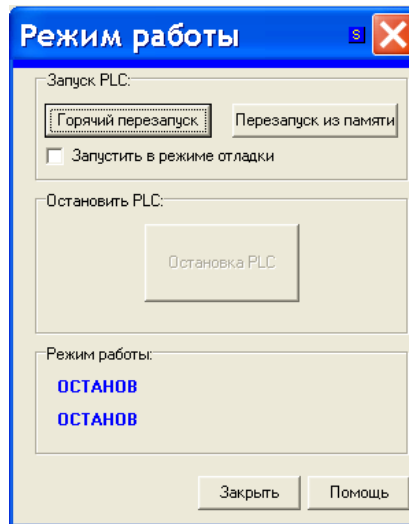 Режим работы S
Запуск PLC:
Горячий перезапуск Перезапуск из памяти
Запустить в режиме отладки
Остановить PLC:
Остановка PLC
Режим работы:
ОСТАНОВ
ОСТАНОВ
Закрыть Помощь